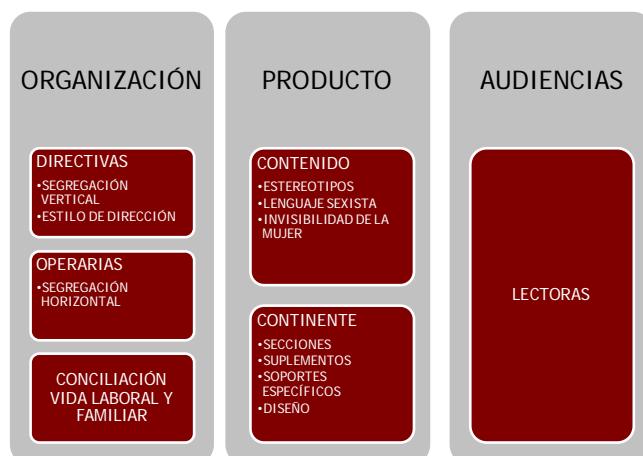 ORGANIZACIÓN
DIRECTIVAS
•SEGREGACIÓN
VERTICAL
•ESTILO DE DIRECCIÓN
OPERARIAS
•SEGREGACIÓN
HORIZONTAL
CONCILIACIÓN
VIDA LABORAL Y
FAMILIAR
PRODUCTO
CONTENIDO
•ESTEREOTIPOS
•LENGUAJE SEXISTA
•INVISIBILIDAD DE LA
MUJER
CONTINENTE
•SECCIONES
•SUPLEMENTOS
•SOPORTES
ESPECÍFICOS
•DISEÑO
AUDIENCIAS
LECTORAS